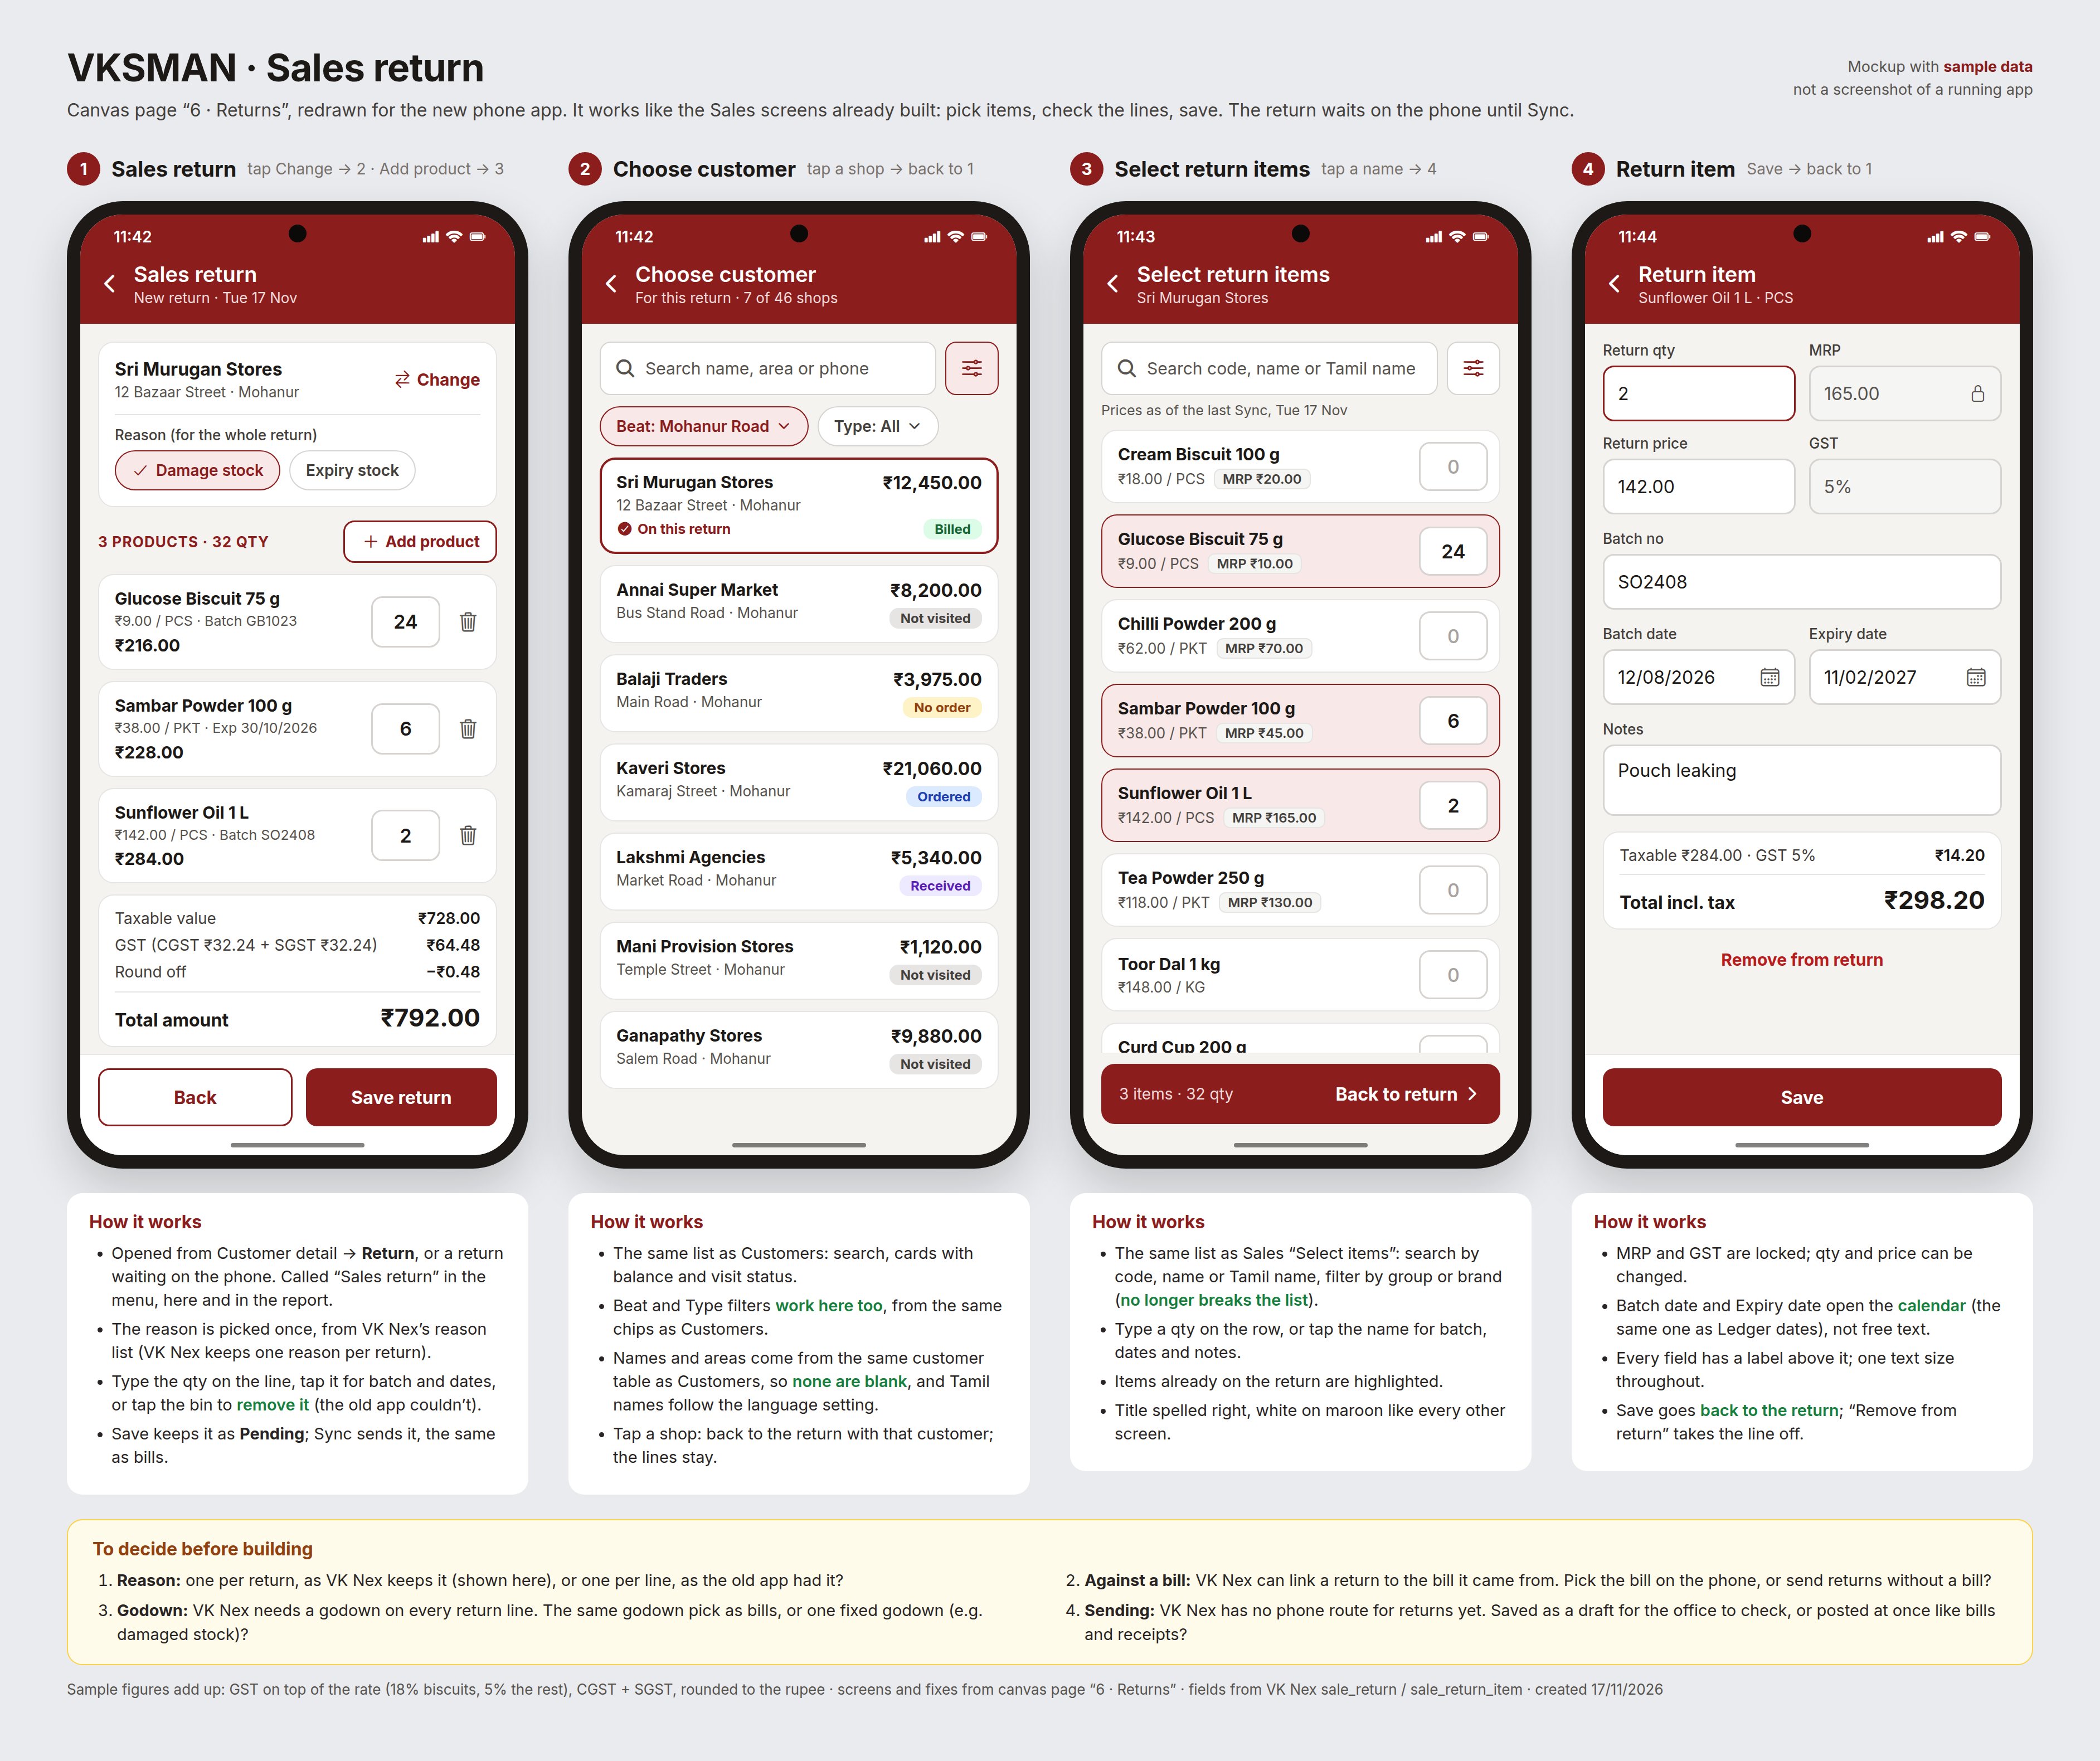 VKSMAN · Sales return
Canvas page “6 · Returns”, redrawn for the new phone app. It works like the Sales screens already built: pick items, check the lines, save. The return waits on the phone until Sync.
Mockup with sample data
not a screenshot of a running app
1 Sales return tap Change → 2 · Add product → 3
11:42
Sales return
New return · Tue 17 Nov
Sri Murugan Stores
12 Bazaar Street · Mohanur
Change
Reason (for the whole return)
Damage stock
Expiry stock
3 PRODUCTS · 32 QTY
Add product
Glucose Biscuit 75 g
₹9.00 / PCS · Batch GB1023
₹216.00
24
Sambar Powder 100 g
₹38.00 / PKT · Exp 30/10/2026
₹228.00
6
Sunflower Oil 1 L
₹142.00 / PCS · Batch SO2408
₹284.00
2
Taxable value ₹728.00
GST (CGST ₹32.24 + SGST ₹32.24) ₹64.48
Round off −₹0.48
Total amount ₹792.00
Back
Save return
How it works
• Opened from Customer detail → Return, or a return
waiting on the phone. Called “Sales return” in the
menu, here and in the report.
• The reason is picked once, from VK Nex’s reason
list (VK Nex keeps one reason per return).
• Type the qty on the line, tap it for batch and dates,
or tap the bin to remove it (the old app couldn’t).
• Save keeps it as Pending; Sync sends it, the same
as bills.
2 Choose customer tap a shop → back to 1
11:42
Choose customer
For this return · 7 of 46 shops
Search name, area or phone
Beat: Mohanur Road
Type: All
Sri Murugan Stores ₹12,450.00
12 Bazaar Street · Mohanur
On this return Billed
Annai Super Market ₹8,200.00
Bus Stand Road · Mohanur Not visited
Balaji Traders ₹3,975.00
Main Road · Mohanur No order
Kaveri Stores ₹21,060.00
Kamaraj Street · Mohanur Ordered
Lakshmi Agencies ₹5,340.00
Market Road · Mohanur Received
Mani Provision Stores ₹1,120.00
Temple Street · Mohanur Not visited
Ganapathy Stores ₹9,880.00
Salem Road · Mohanur Not visited
How it works
• The same list as Customers: search, cards with
balance and visit status.
• Beat and Type filters work here too, from the same
chips as Customers.
• Names and areas come from the same customer
table as Customers, so none are blank, and Tamil
names follow the language setting.
• Tap a shop: back to the return with that customer;
the lines stay.
3 Select return items tap a name → 4
11:43
Select return items
Sri Murugan Stores
Search code, name or Tamil name
Prices as of the last Sync, Tue 17 Nov
Cream Biscuit 100 g
₹18.00 / PCS MRP ₹20.00
0
Glucose Biscuit 75 g
₹9.00 / PCS MRP ₹10.00
24
Chilli Powder 200 g
₹62.00 / PKT MRP ₹70.00
0
Sambar Powder 100 g
₹38.00 / PKT MRP ₹45.00
6
Sunflower Oil 1 L
₹142.00 / PCS MRP ₹165.00
2
Tea Powder 250 g
₹118.00 / PKT MRP ₹130.00
0
Toor Dal 1 kg
₹148.00 / KG
0
Curd Cup 200 g
3 items · 32 qty
Back to return
How it works
• The same list as Sales “Select items”: search by
code, name or Tamil name, filter by group or brand
(no longer breaks the list).
• Type a qty on the row, or tap the name for batch,
dates and notes.
• Items already on the return are highlighted.
• Title spelled right, white on maroon like every other
screen.
4 Return item Save → back to 1
11:44
Return item
Sunflower Oil 1 L · PCS
Return qty MRP
2 165.00
Return price GST
142.00 5%
Batch no
SO2408
Batch date Expiry date
12/08/2026 11/02/2027
Notes
Pouch leaking
Taxable ₹284.00 · GST 5% ₹14.20
Total incl. tax ₹298.20
Remove from return
Save
How it works
• MRP and GST are locked; qty and price can be
changed.
• Batch date and Expiry date open the calendar (the
same one as Ledger dates), not free text.
• Every field has a label above it; one text size
throughout.
• Save goes back to the return; “Remove from
return” takes the line off.
To decide before building
1. Reason: one per return, as VK Nex keeps it (shown here), or one per line, as the old app had it?
2. Against a bill: VK Nex can link a return to the bill it came from. Pick the bill on the phone, or send returns without a bill?
3. Godown: VK Nex needs a godown on every return line. The same godown pick as bills, or one fixed godown (e.g.
damaged stock)?
4. Sending: VK Nex has no phone route for returns yet. Saved as a draft for the office to check, or posted at once like bills
and receipts?
Sample figures add up: GST on top of the rate (18% biscuits, 5% the rest), CGST + SGST, rounded to the rupee · screens and fixes from canvas page “6 · Returns” · fields from VK Nex sale_return / sale_return_item · created 17/11/2026